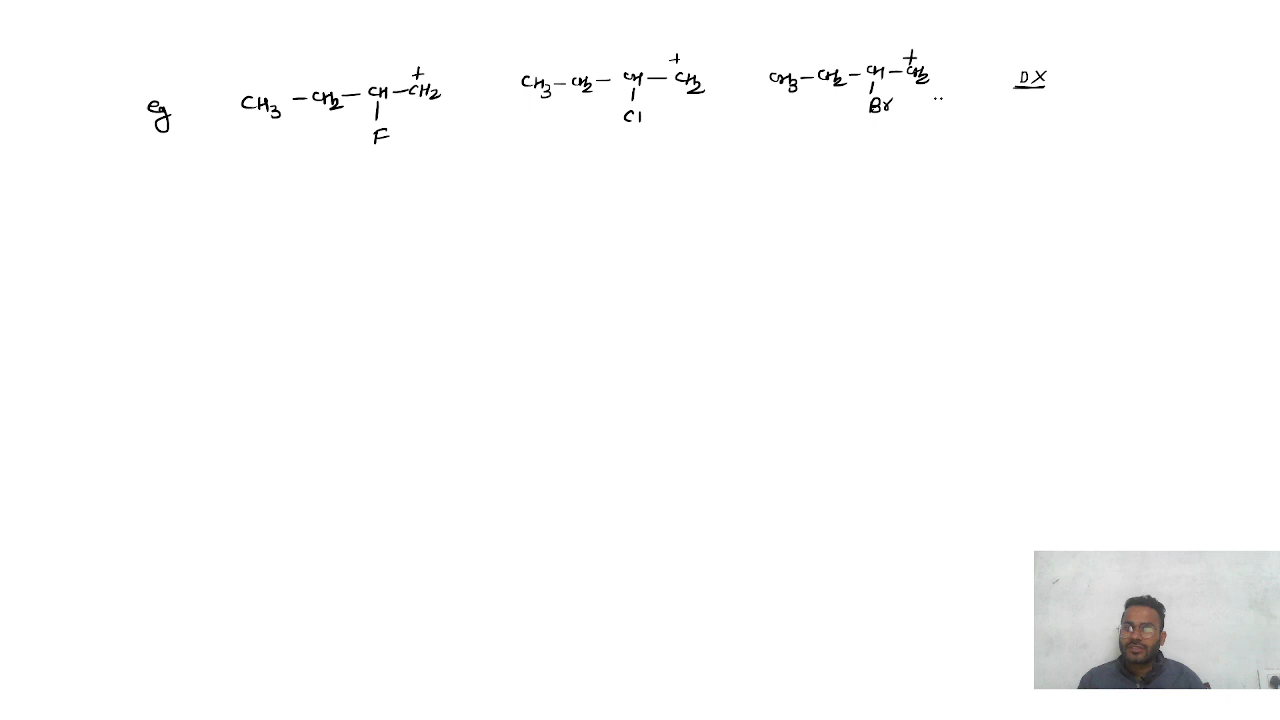 eg CH3 – CH2 – CH – CH2 CH3 – CH2 – CH – CH2 CH3 – CH2 – CH – CH2 DX
+ + +
F Cl Br